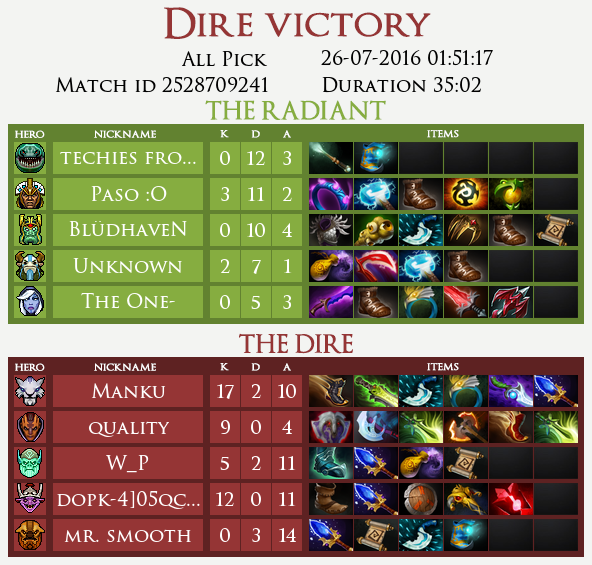 Dire victory
All Pick 26-07-2016 01:51:17
Match id 2528709241 Duration 35:02
THE RADIANT
HERO NICKNAME K D A ITEMS
techies fro... 0 12 3
Paso :O 3 11 2
BlüdhaveN 0 10 4
Unknown 2 7 1
The One- 0 5 3
THE DIRE
HERO NICKNAME K D A ITEMS
Manku 17 2 10
quality 9 0 4
W_P 5 2 11
dopk-4]05qc... 12 0 11
mr. smooth 0 3 14